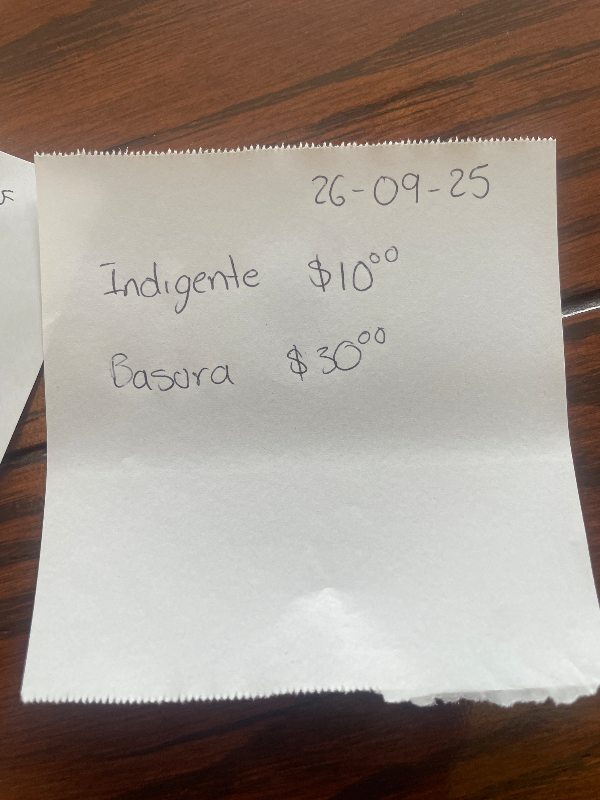 26-09-25
Indigente $10⁰⁰
Basura $30⁰⁰